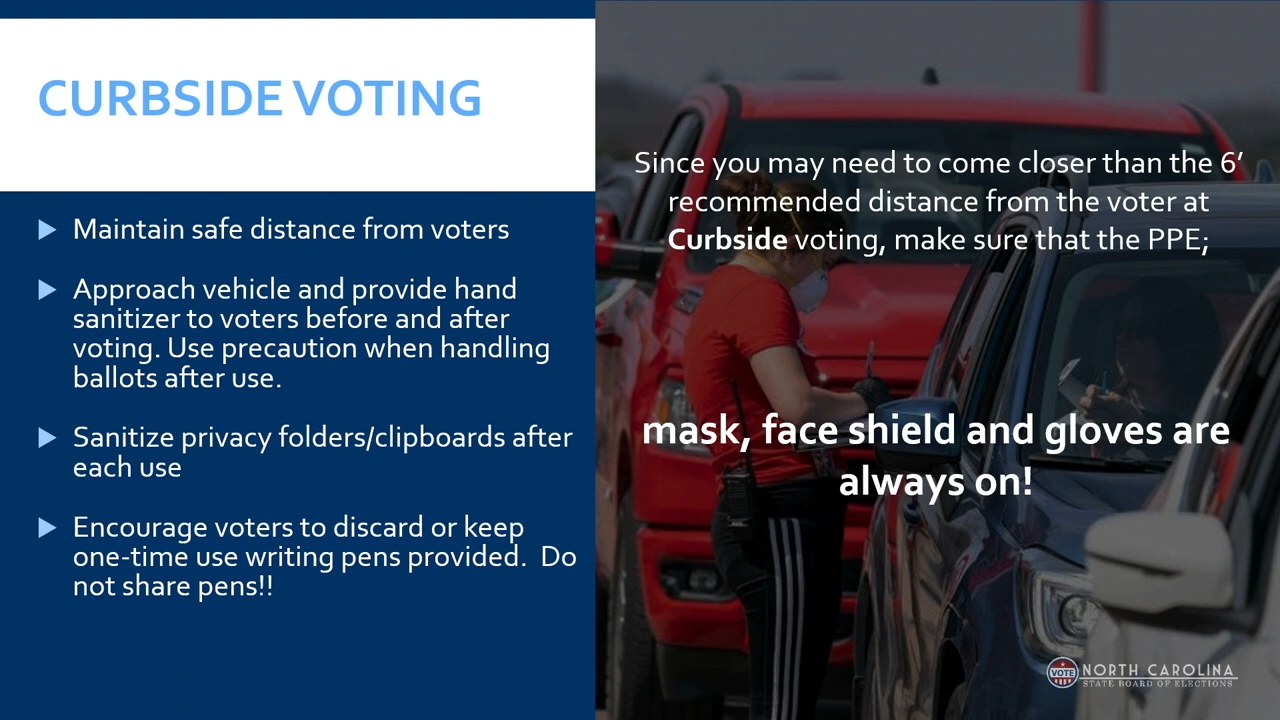 CURBSIDE VOTING
Maintain safe distance from voters
Approach vehicle and provide hand
sanitizer to voters before and after
voting. Use precaution when handling
ballots after use.
Sanitize privacy folders/clipboards after
each use
Encourage voters to discard or keep
one-time use writing pens provided.  Do
not share pens!!
Since you may need to come closer than the 6’
recommended distance from the voter at
Curbside voting, make sure that the PPE;
mask, face shield and gloves are
always on!
VOTE
NORTH CAROLINA
STATE BOARD OF ELECTIONS